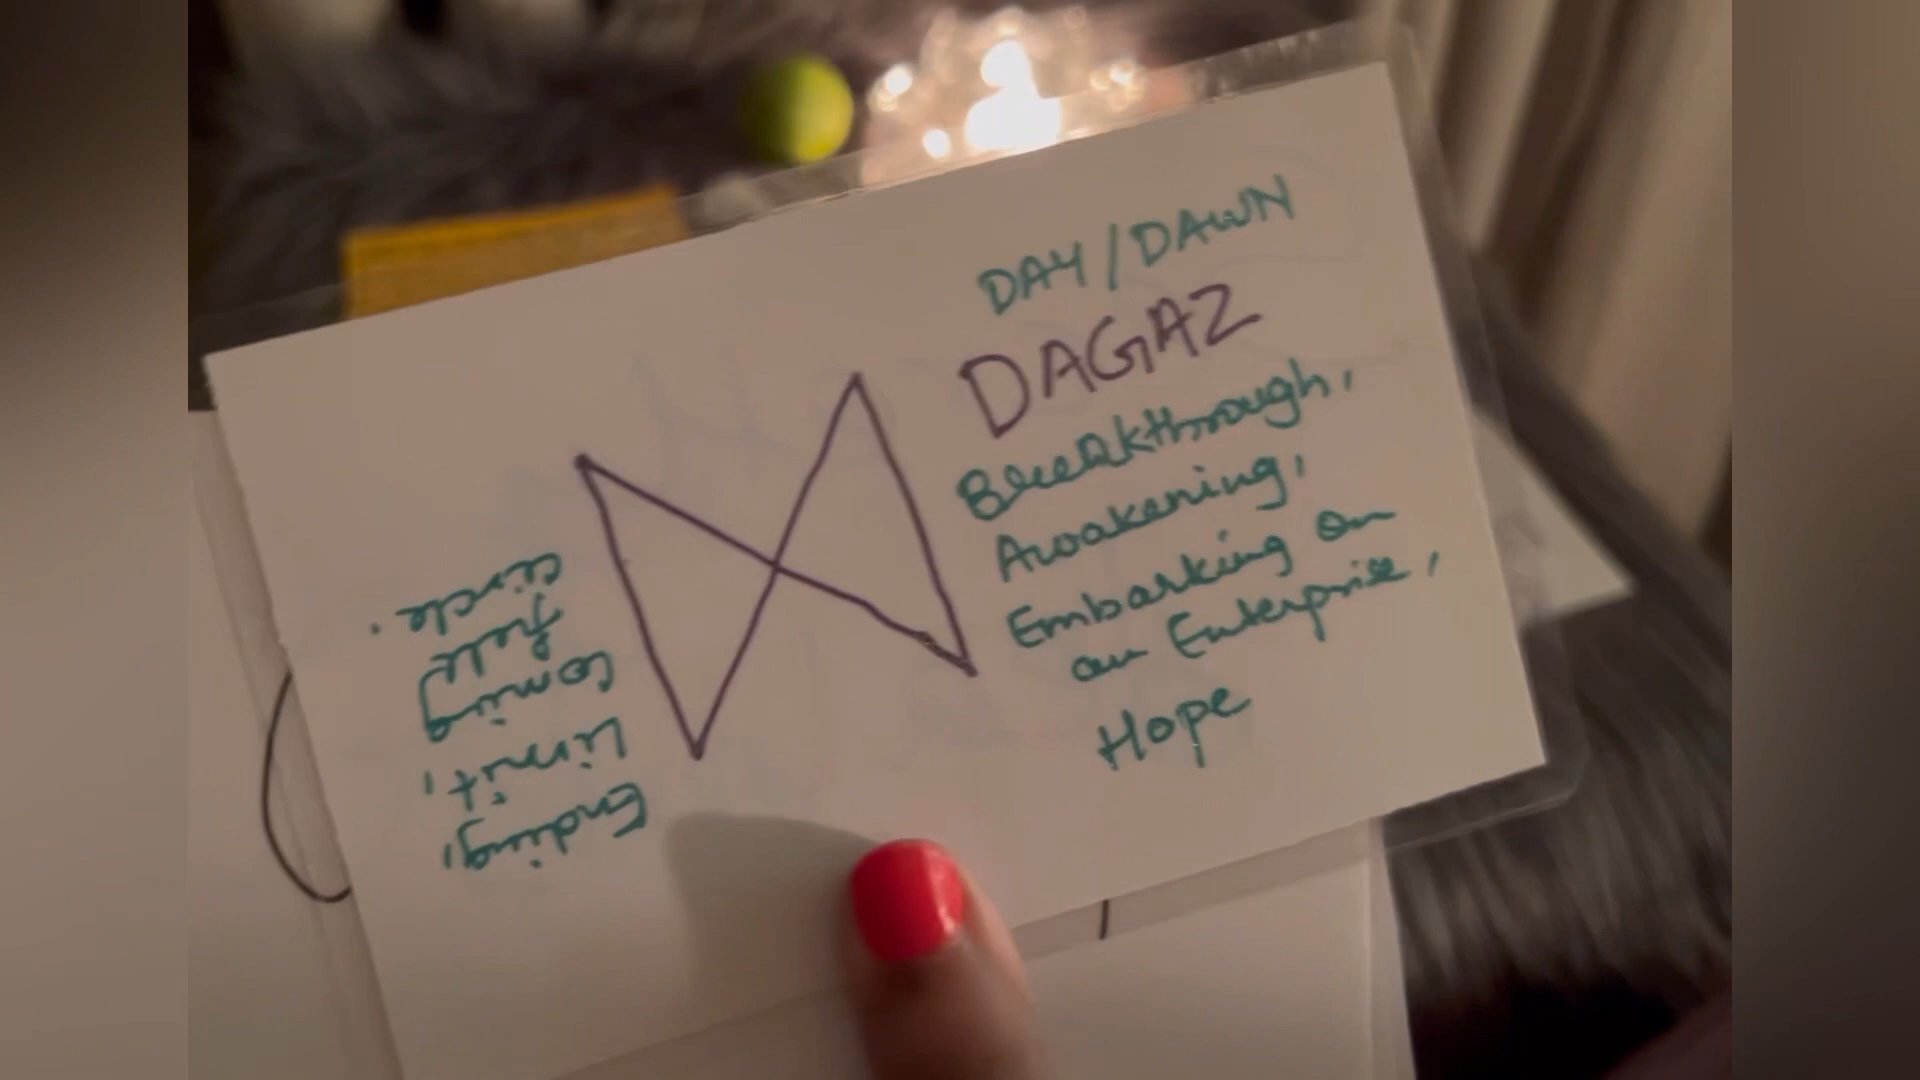 DAY/DAWN
DAGAZ
Breakthrough,
Awakening,
Embarking on
an Enterprise,
Hope
Ending,
Limit,
Coming
full
circle.